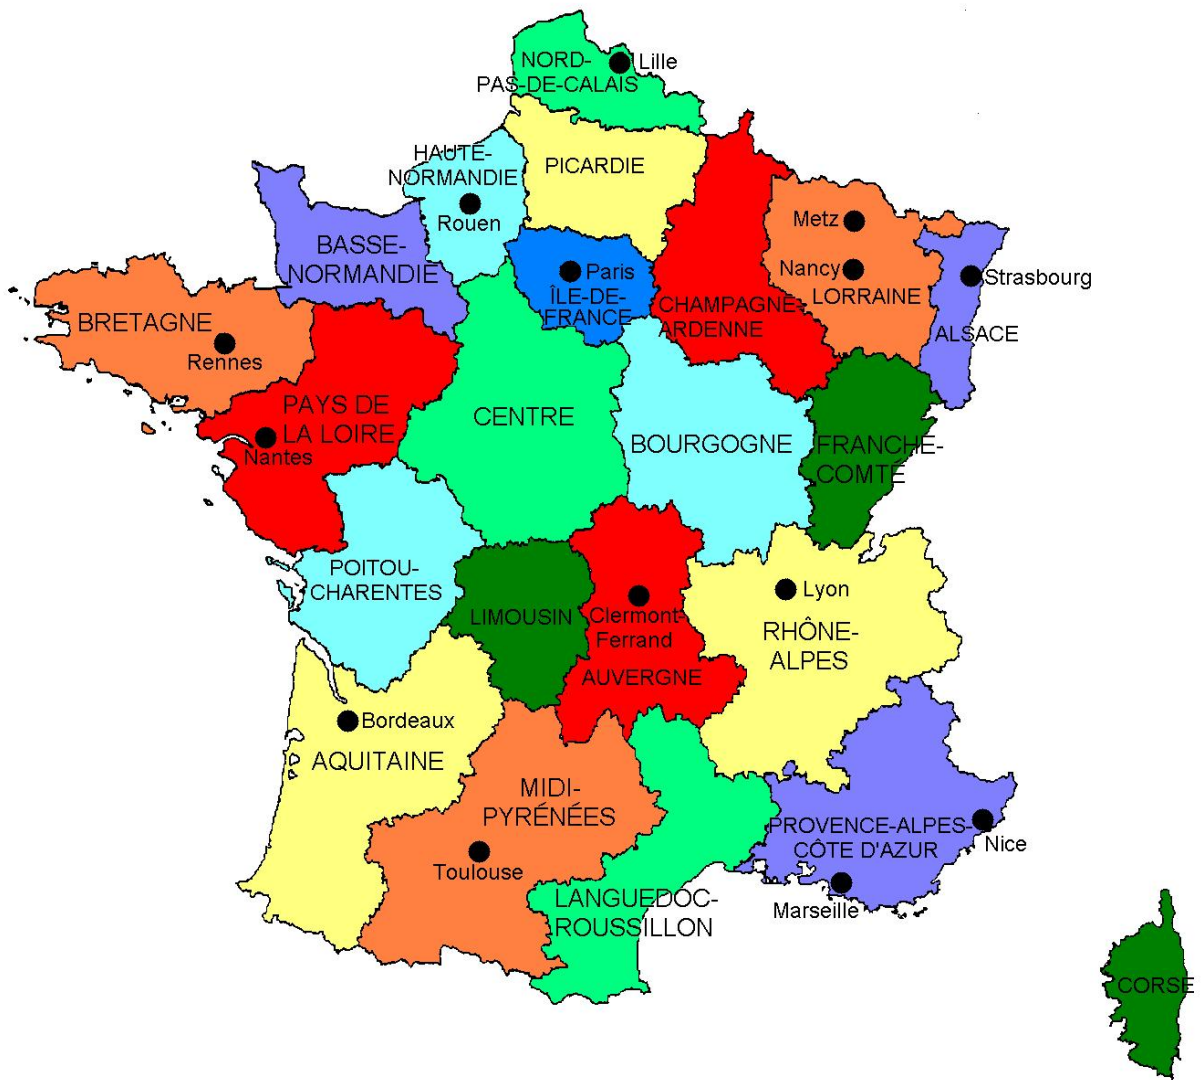 NORD-
PAS-DE-CALAIS
Lille
HAUTE-
NORMANDIE
Rouen
PICARDIE
BASSE-
NORMANDIE
Paris
ÎLE-DE-
FRANCE
CHAMPAGNE-
ARDENNE
Metz
Nancy
LORRAINE
Strasbourg
ALSACE
BRETAGNE
Rennes
PAYS DE
LA LOIRE
Nantes
CENTRE
BOURGOGNE
FRANCHE-
COMTÉ
POITOU-
CHARENTES
LIMOUSIN
Clermont-
Ferrand
AUVERGNE
Lyon
RHÔNE-
ALPES
Bordeaux
AQUITAINE
MIDI-
PYRÉNÉES
Toulouse
LANGUEDOC-
ROUSSILLON
PROVENCE-ALPES-
CÔTE D'AZUR
Nice
Marseille
CORSE